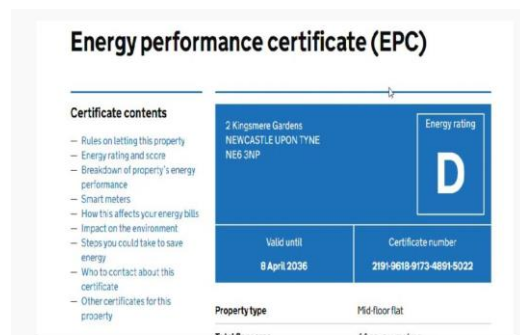 Energy performance certificate (EPC)
Certificate contents
— Rules on letting this property
— Energy rating and score
— Breakdown of property's energy
performance
— Smart meters
— How this affects your energy bills
— Impact on the environment
— Steps you could take to save
energy
— Who to contact about this
certificate
— Other certificates for this
property
2 Kingsmere Gardens
NEWCASTLE UPON TYNE
NE6 3NP
Energy rating
D
Valid until
8 April 2036
Certificate number
2191-9618-9173-4891-5022
Property type
Mid-floor flat